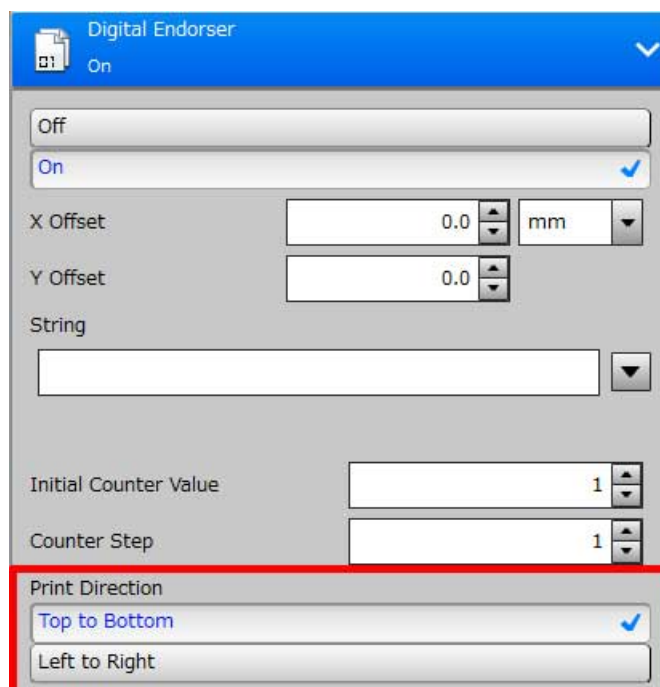 Digital Endorser
01
On
Off
On
X Offset 0.0 mm
Y Offset 0.0
String
Initial Counter Value 1
Counter Step 1
Print Direction
Top to Bottom
Left to Right